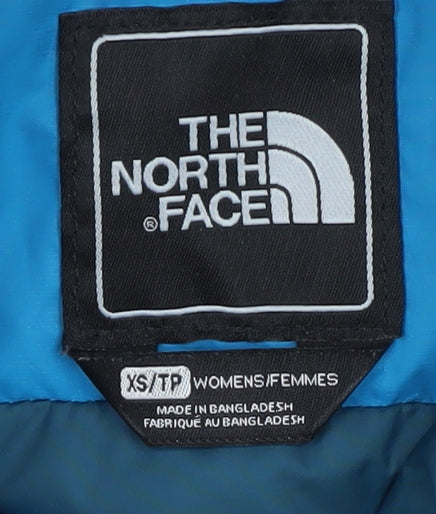 THE
NORTH
® FACE
XS/TP WOMENS/FEMMES
MADE IN BANGLADESH
FABRIQUÉ AU BANGLADESH